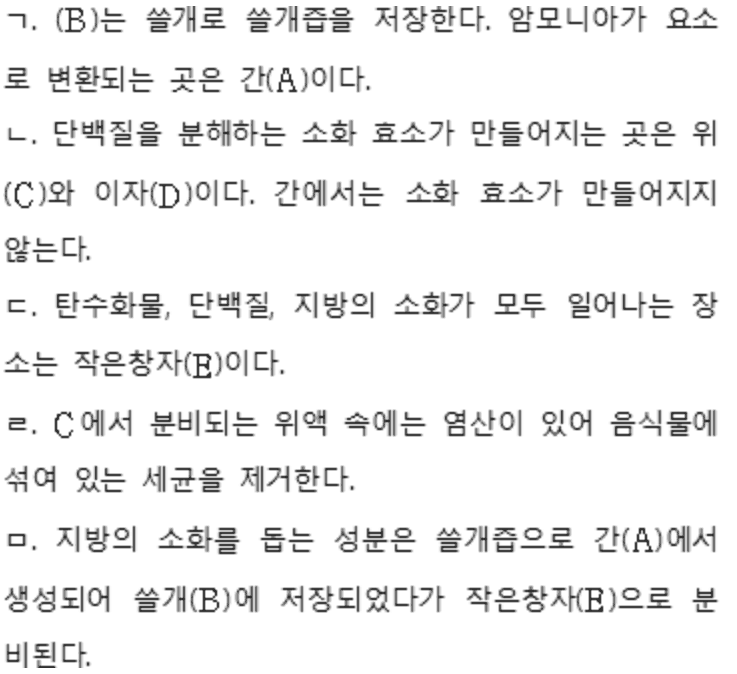 ㄱ. (B)는 쓸개로 쓸개즙을 저장한다. 암모니아가 요소
로 변환되는 곳은 간(A)이다.
ㄴ. 단백질을 분해하는 소화 효소가 만들어지는 곳은 위
(C)와 이자(D)이다. 간에서는 소화 효소가 만들어지지
않는다.
ㄷ. 탄수화물, 단백질, 지방의 소화가 모두 일어나는 장
소는 작은창자(E)이다.
ㄹ. C에서 분비되는 위액 속에는 염산이 있어 음식물에
섞여 있는 세균을 제거한다.
ㅁ. 지방의 소화를 돕는 성분은 쓸개즙으로 간(A)에서
생성되어 쓸개(B)에 저장되었다가 작은창자(E)으로 분
비된다.